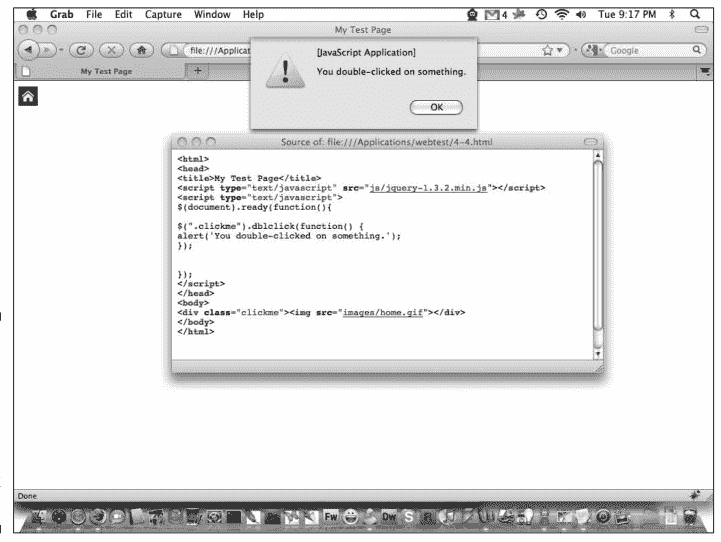 Grab File Edit Capture Window Help 4 Tue 9:17 PM
My Test Page
file:///Applicat
Google
My Test Page
[JavaScript Application]
You double-clicked on something.
OK
Source of: file:///Applications/webtest/4-4.html
<html>
<head>
<title>My Test Page</title>
<script type="text/javascript" src="js/jquery-1.3.2.min.js"></script>
<script type="text/javascript">
$(document).ready(function(){
$(".clickme").dblclick(function() {
alert('You double-clicked on something.');
});
});
</script>
</head>
<body>
<div class="clickme"><img src="images/home.gif"></div>
</body>
</html>
Done
Fw Dw S